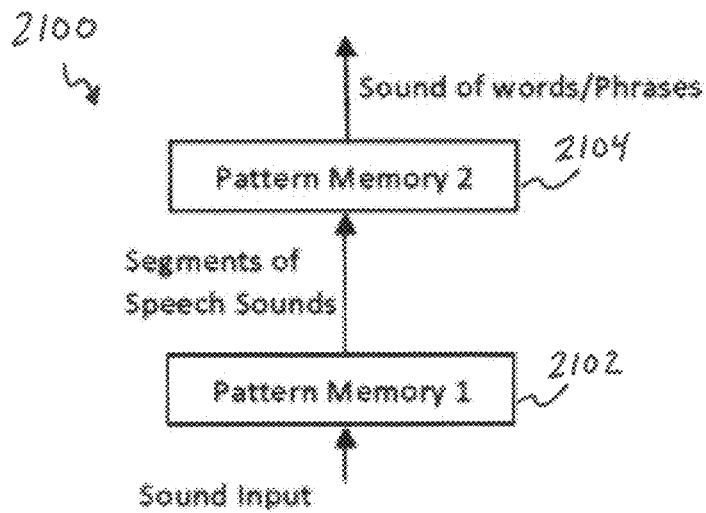 2100
Sound of words/Phrases
2104
Pattern Memory 2
Segments of
Speech Sounds
2102
Pattern Memory 1
Sound Input